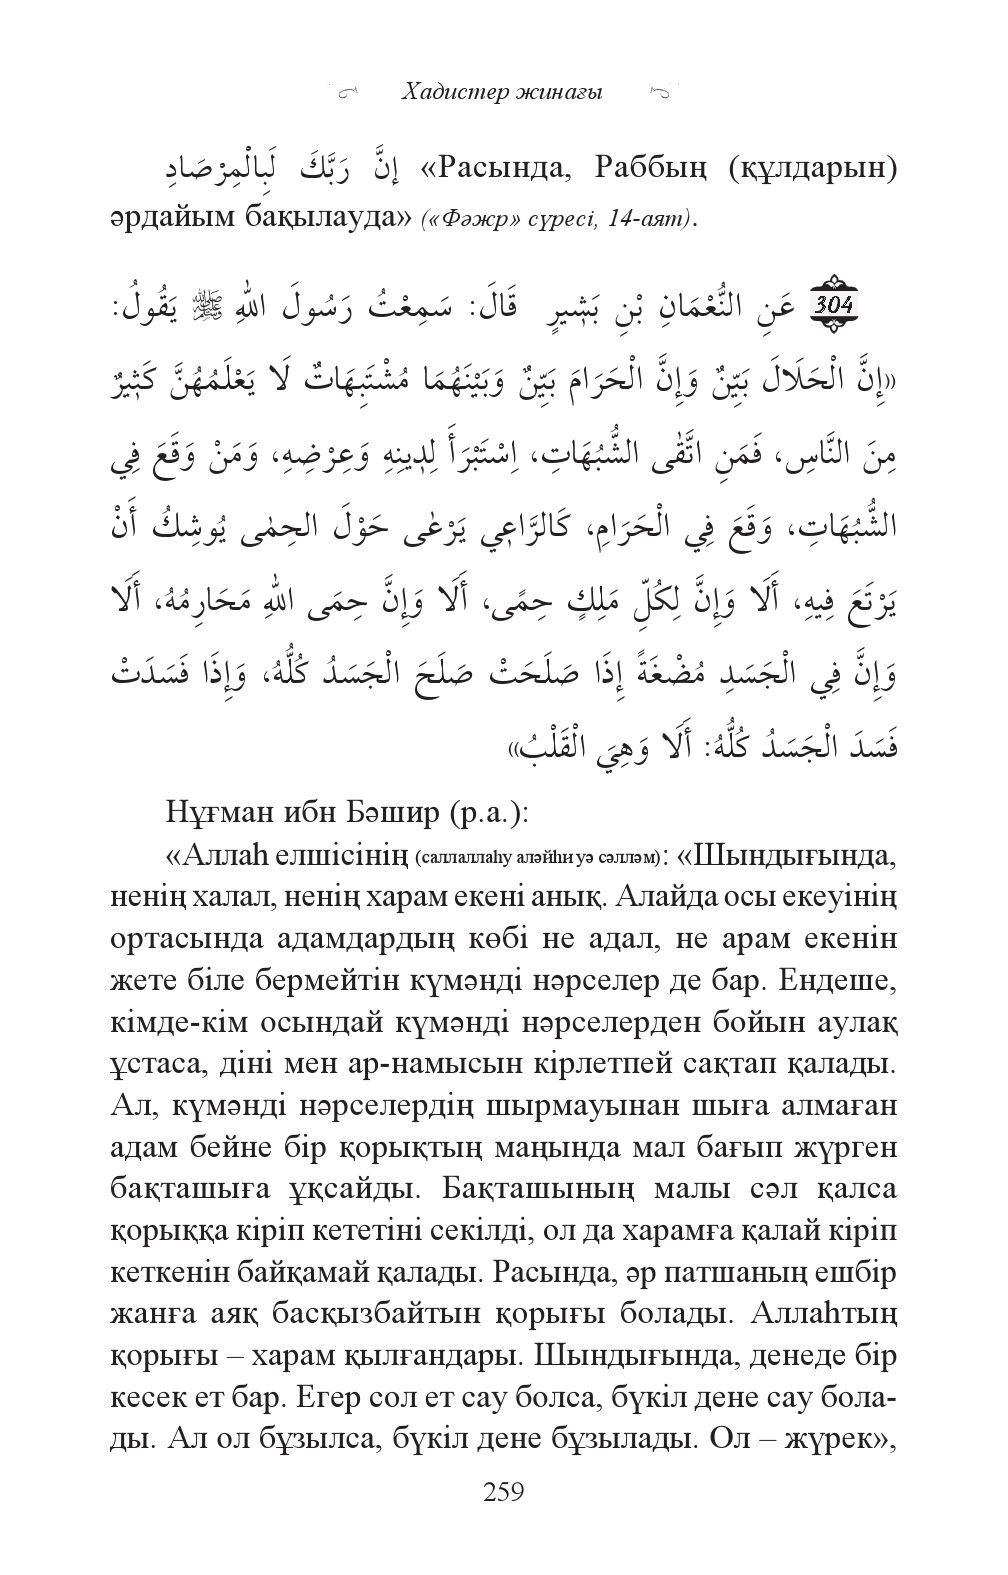 Хадистер жинағы
إنَّ رَبَّكَ لَبِالْمِرْصَادِ «Расында, Раббың (құлдарын)
әрдайым бақылауда» («Фәжр» сүресі, 14-аят).
304 عَنِ النُّعْمَانِ بْنِ بَشِيرٍ قَالَ: سَمِعْتُ رَسُولَ اللهِ ﷺ يَقُولُ:
«إِنَّ الْحَلَالَ بَيِّنٌ وَإِنَّ الْحَرَامَ بَيِّنٌ وَبَيْنَهُمَا مُشْتَبِهَاتٌ لَا يَعْلَمُهُنَّ كَثِيرٌ
مِنَ النَّاسِ، فَمَنِ اتَّقٰى الشُّبُهَاتِ، اِسْتَبْرَأَ لِدِينِهِ وَعِرْضِهِ، وَمَنْ وَقَعَ فِي
الشُّبُهَاتِ، وَقَعَ فِي الْحَرَامِ، كَالرَّاعِي يَرْعٰى حَوْلَ الحِمٰى يُوشِكُ أَنْ
يَرْتَعَ فِيهِ، أَلَا وَإِنَّ لِكُلِّ مَلِكٍ حِمًى، أَلَا وَإِنَّ حِمَى اللهِ مَحَارِمُهُ، أَلَا
وَإِنَّ فِي الْجَسَدِ مُضْغَةً إِذَا صَلَحَتْ صَلَحَ الْجَسَدُ كُلُّهُ، وَإِذَا فَسَدَتْ
فَسَدَ الْجَسَدُ كُلُّهُ: أَلَا وَهِيَ الْقَلْبُ»
Нұғман ибн Бәшир (р.а.):
«Аллаһ елшісінің (саллаллаһу аләйһи уә сәлләм): «Шындығында,
ненің халал, ненің харам екені анық. Алайда осы екеуінің
ортасында адамдардың көбі не адал, не арам екенін
жете біле бермейтін күмәнді нәрселер де бар. Ендеше,
кімде-кім осындай күмәнді нәрселерден бойын аулақ
ұстаса, діні мен ар-намысын кірлетпей сақтап қалады.
Ал, күмәнді нәрселердің шырмауынан шыға алмаған
адам бейне бір қорықтың маңында мал бағып жүрген
бақташыға ұқсайды. Бақташының малы сәл қалса
қорыққа кіріп кететіні секілді, ол да харамға қалай кіріп
кеткенін байқамай қалады. Расында, әр патшаның ешбір
жанға аяқ басқызбайтын қорығы болады. Аллаһтың
қорығы – харам қылғандары. Шындығында, денеде бір
кесек ет бар. Егер сол ет сау болса, бүкіл дене сау бола-
ды. Ал ол бұзылса, бүкіл дене бұзылады. Ол – жүрек»,
259